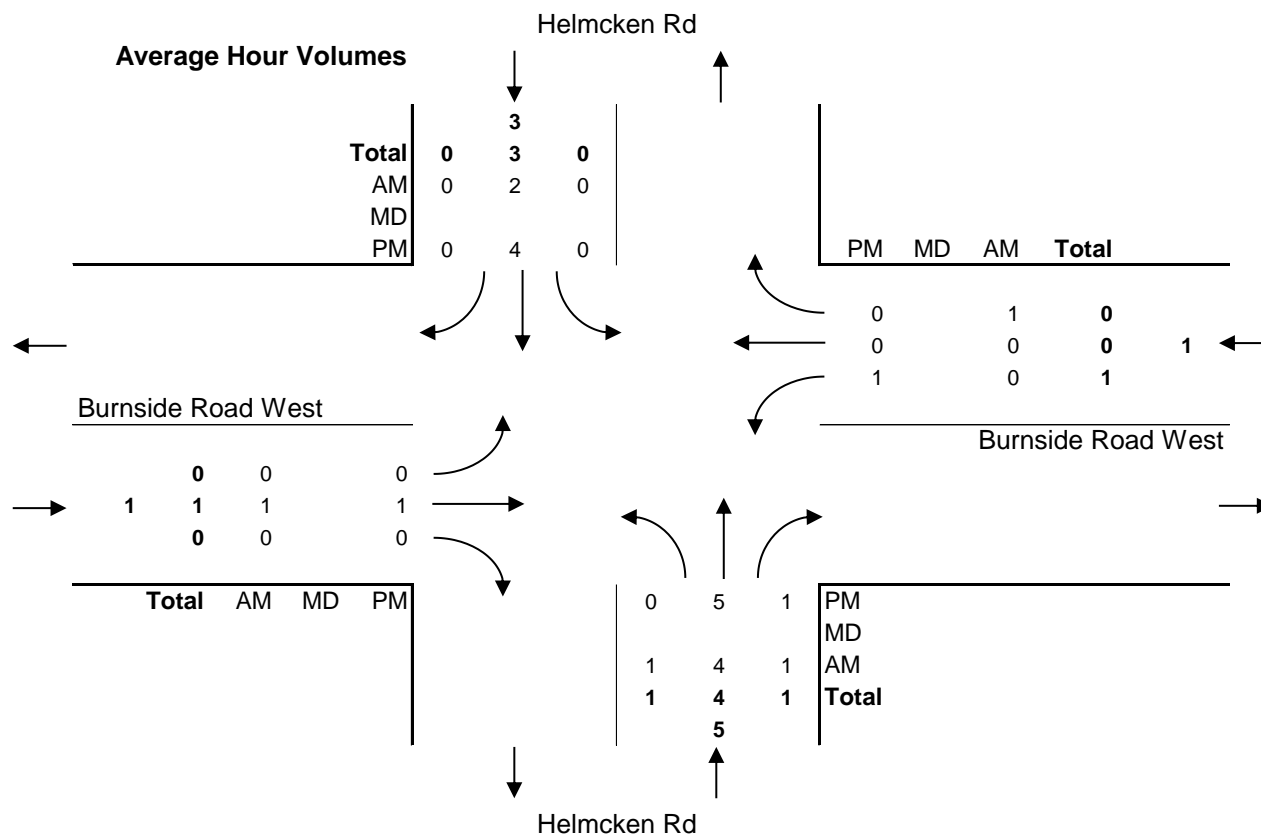 Helmcken Rd
Average Hour Volumes
3
Total 0 3 0
AM 0 2 0
MD
PM 0 4 0
PM MD AM Total
0 1 0
0 0 0 1
1 0 1
Burnside Road West
Burnside Road West
0 0 0
1 1 1 1
0 0 0
Total AM MD PM
0 5 1 PM
MD
1 4 1 AM
1 4 1 Total
5
Helmcken Rd